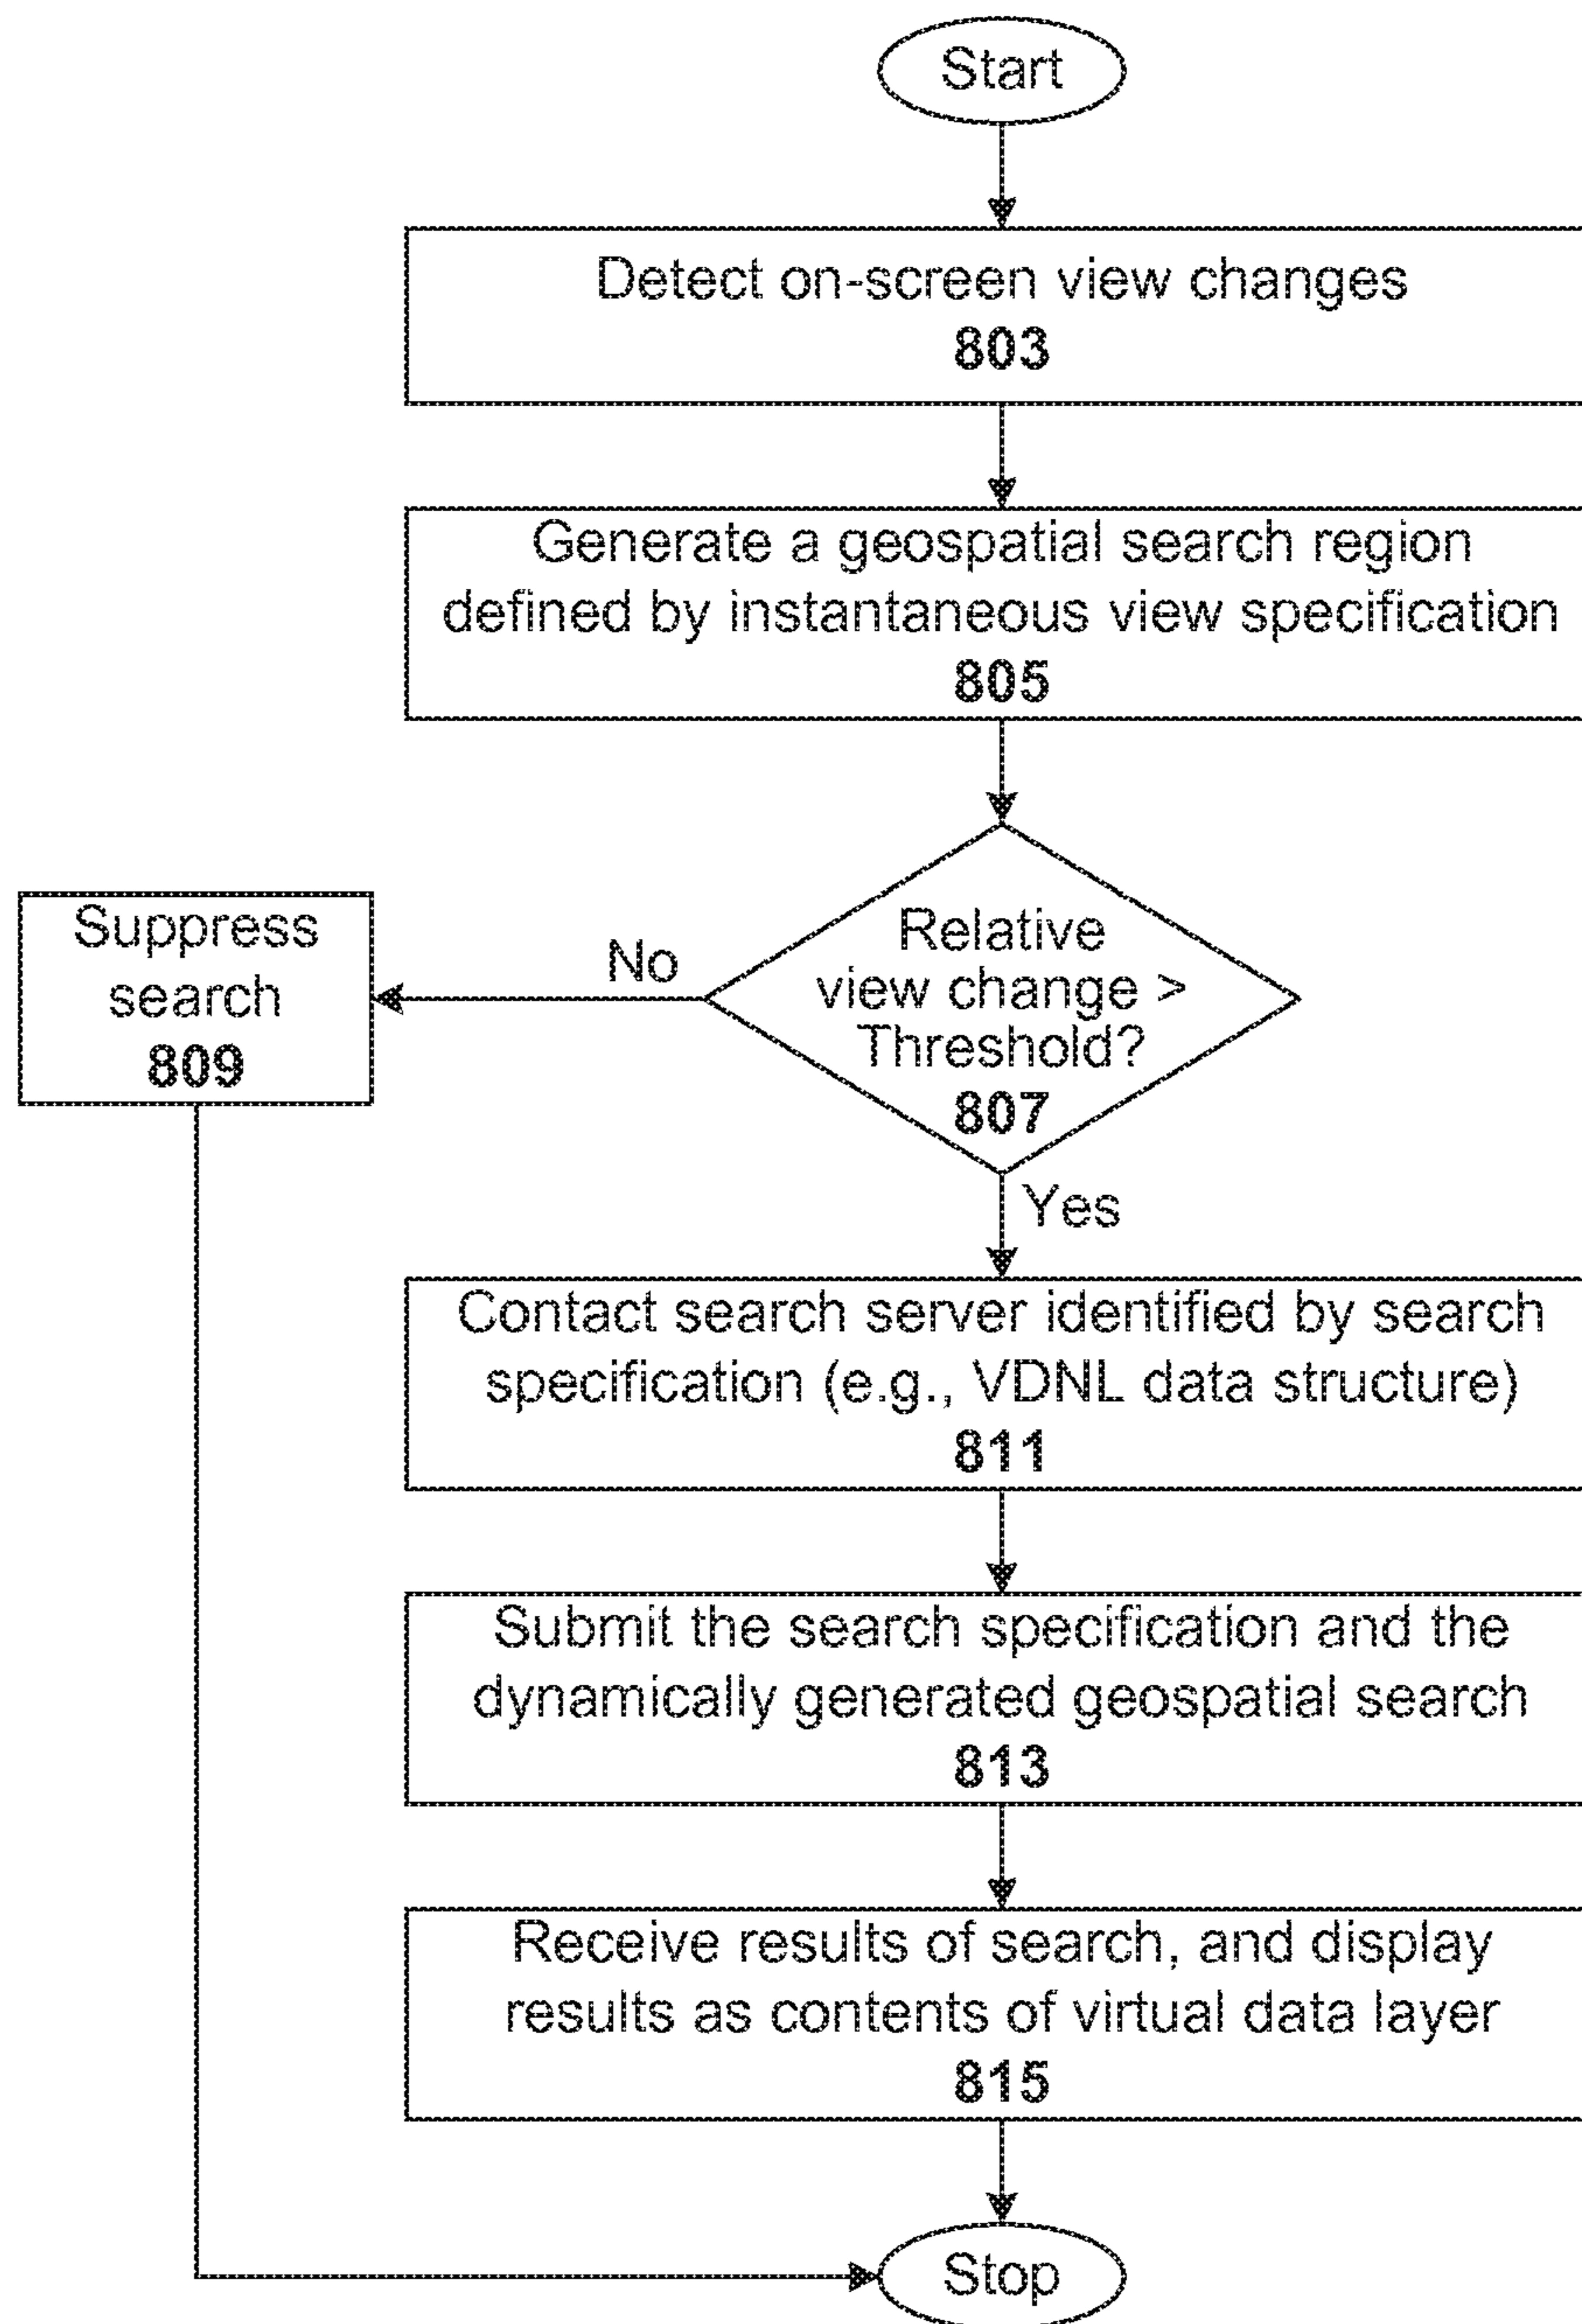 Start
Detect on-screen view changes
803
Generate a geospatial search region
defined by instantaneous view specification
805
Relative
view change >
Threshold?
807
No
Suppress
search
809
Yes
Contact search server identified by search
specification (e.g., VDNL data structure)
811
Submit the search specification and the
dynamically generated geospatial search
813
Receive results of search, and display
results as contents of virtual data layer
815
Stop